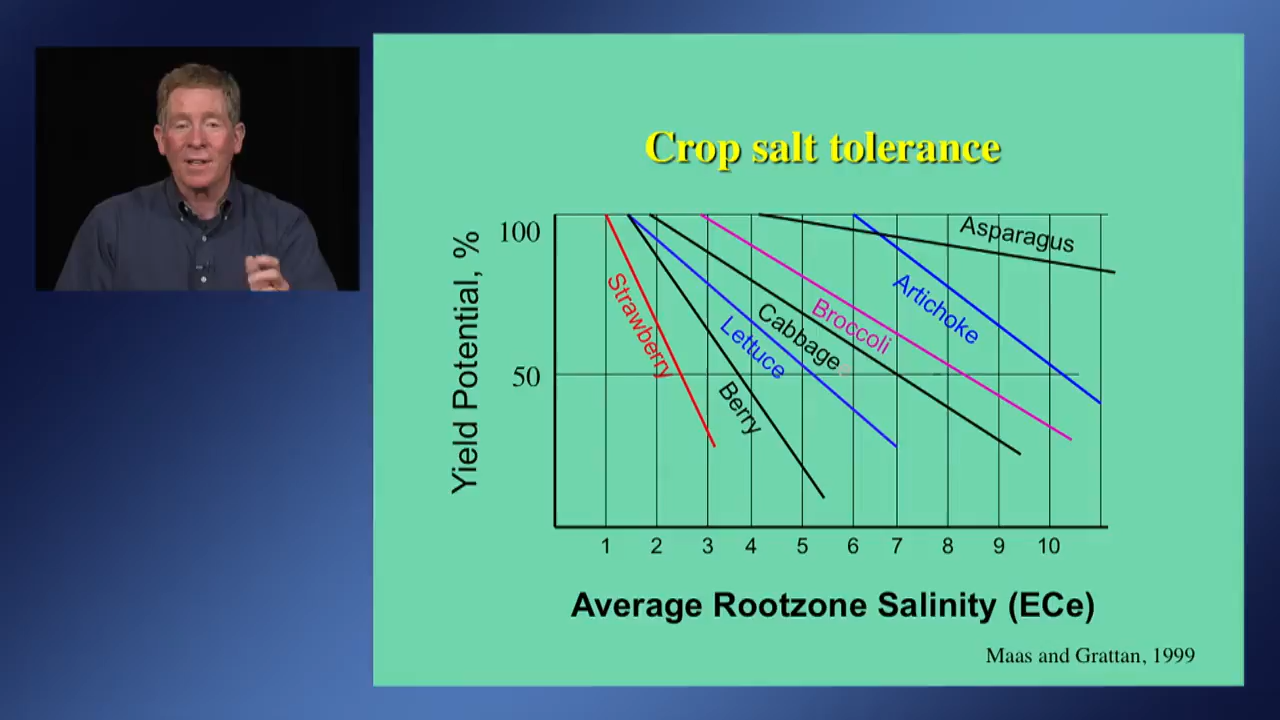 Crop salt tolerance
100
50
Yield Potential, %
Strawberry
Berry
Lettuce
Cabbage
Broccoli
Artichoke
Asparagus
1 2 3 4 5 6 7 8 9 10
Average Rootzone Salinity (ECe)
Maas and Grattan, 1999